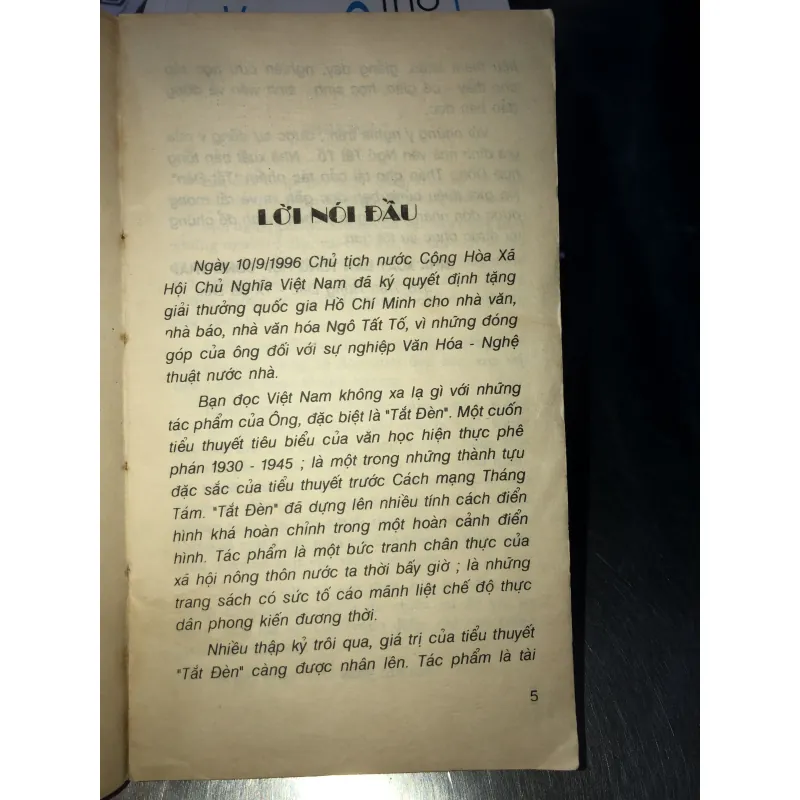 LỜI NÓI ĐẦU
Ngày 10/9/1996 Chủ tịch nước Cộng Hòa Xã
Hội Chủ Nghĩa Việt Nam đã ký quyết định tặng
giải thưởng quốc gia Hồ Chí Minh cho nhà văn,
nhà báo, nhà văn hóa Ngô Tất Tố, vì những đóng
góp của ông đối với sự nghiệp Văn Hóa - Nghệ
thuật nước nhà.
Bạn đọc Việt Nam không xa lạ gì với những
tác phẩm của Ông, đặc biệt là "Tắt Đèn". Một cuốn
tiểu thuyết tiêu biểu của văn học hiện thực phê
phán 1930 - 1945 ; là một trong những thành tựu
đặc sắc của tiểu thuyết trước Cách mạng Tháng
Tám. "Tắt Đèn" đã dựng lên nhiều tính cách điển
hình khá hoàn chỉnh trong một hoàn cảnh điển
hình. Tác phẩm là một bức tranh chân thực của
xã hội nông thôn nước ta thời bấy giờ ; là những
trang sách có sức tố cáo mãnh liệt chế độ thực
dân phong kiến đương thời.
Nhiều thập kỷ trôi qua, giá trị của tiểu thuyết
"Tắt Đèn" càng được nhân lên. Tác phẩm là tài
5